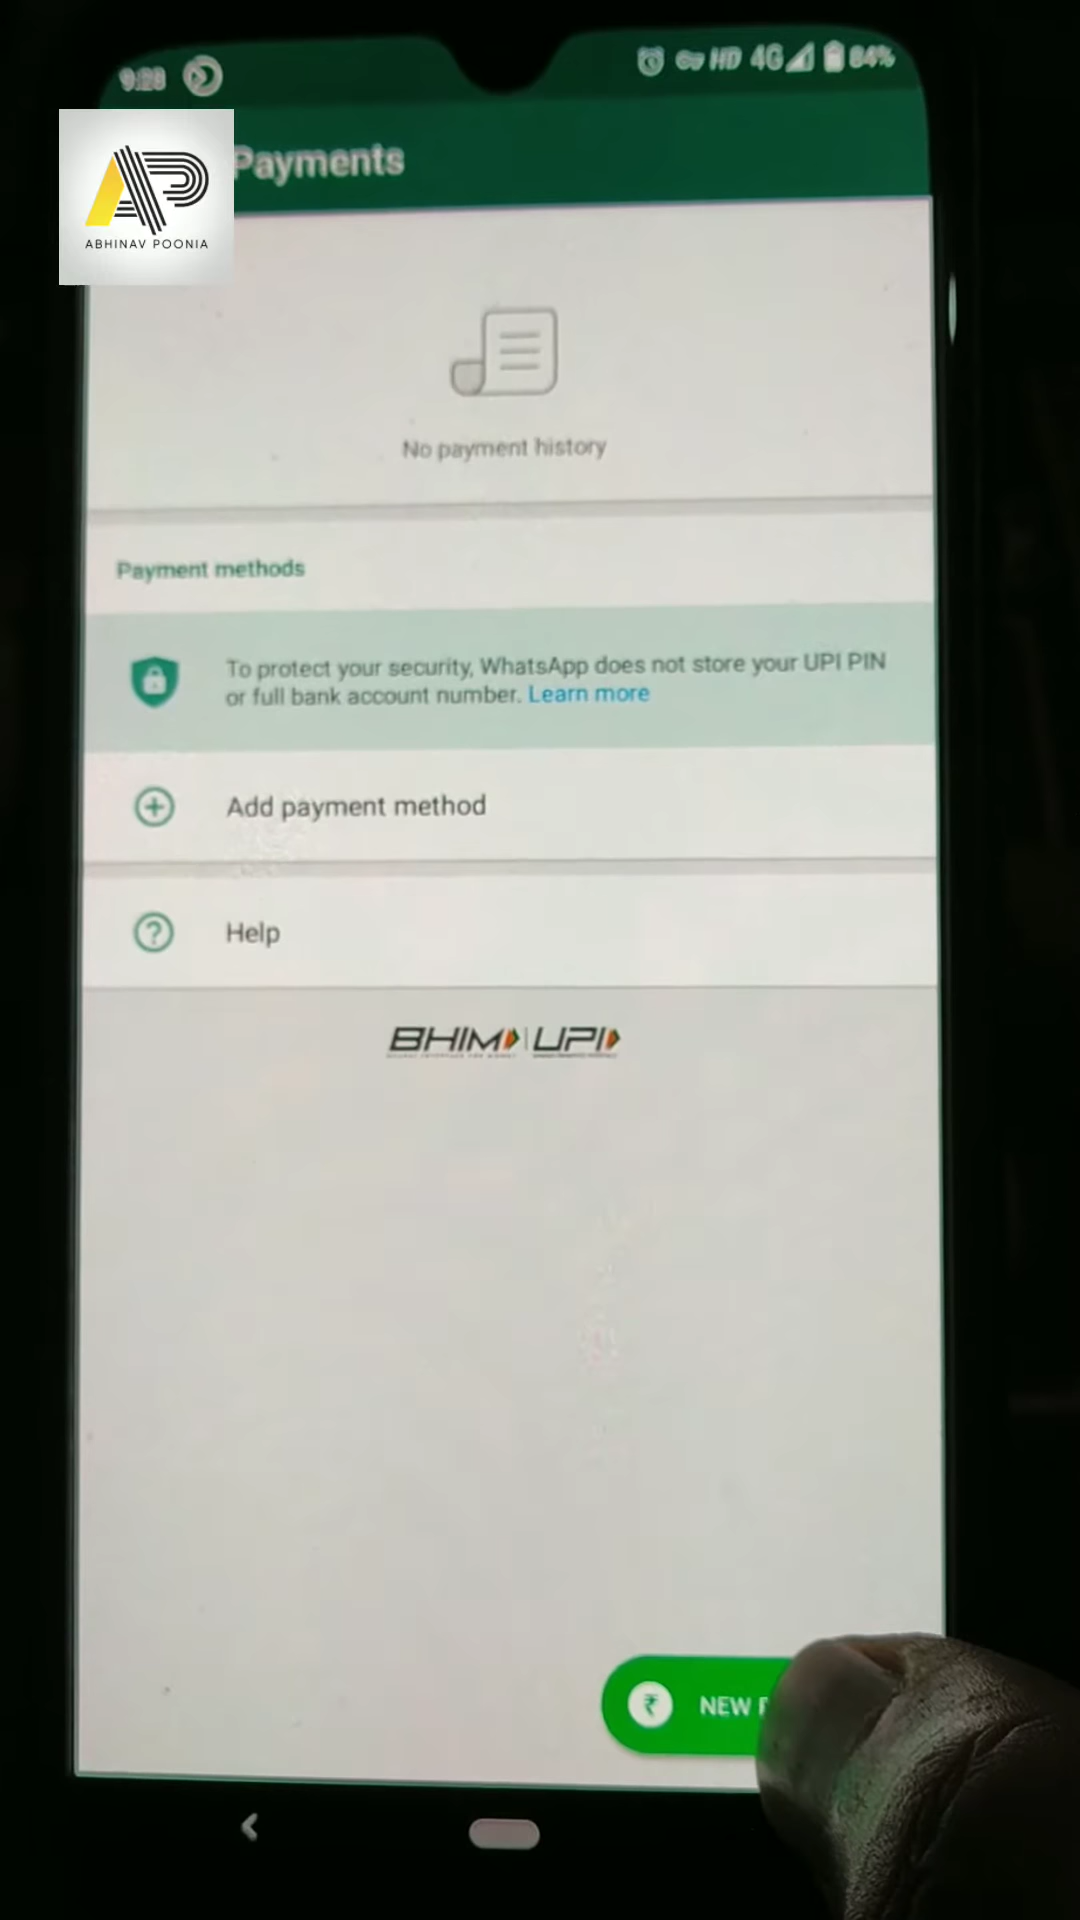 9:28
HD 4G 84%
Payments
AP
ABHINAV POONIA
No payment history
Payment methods
To protect your security, WhatsApp does not store your UPI PIN
or full bank account number. Learn more
Add payment method
Help
BHIM UPI
₹ NEW